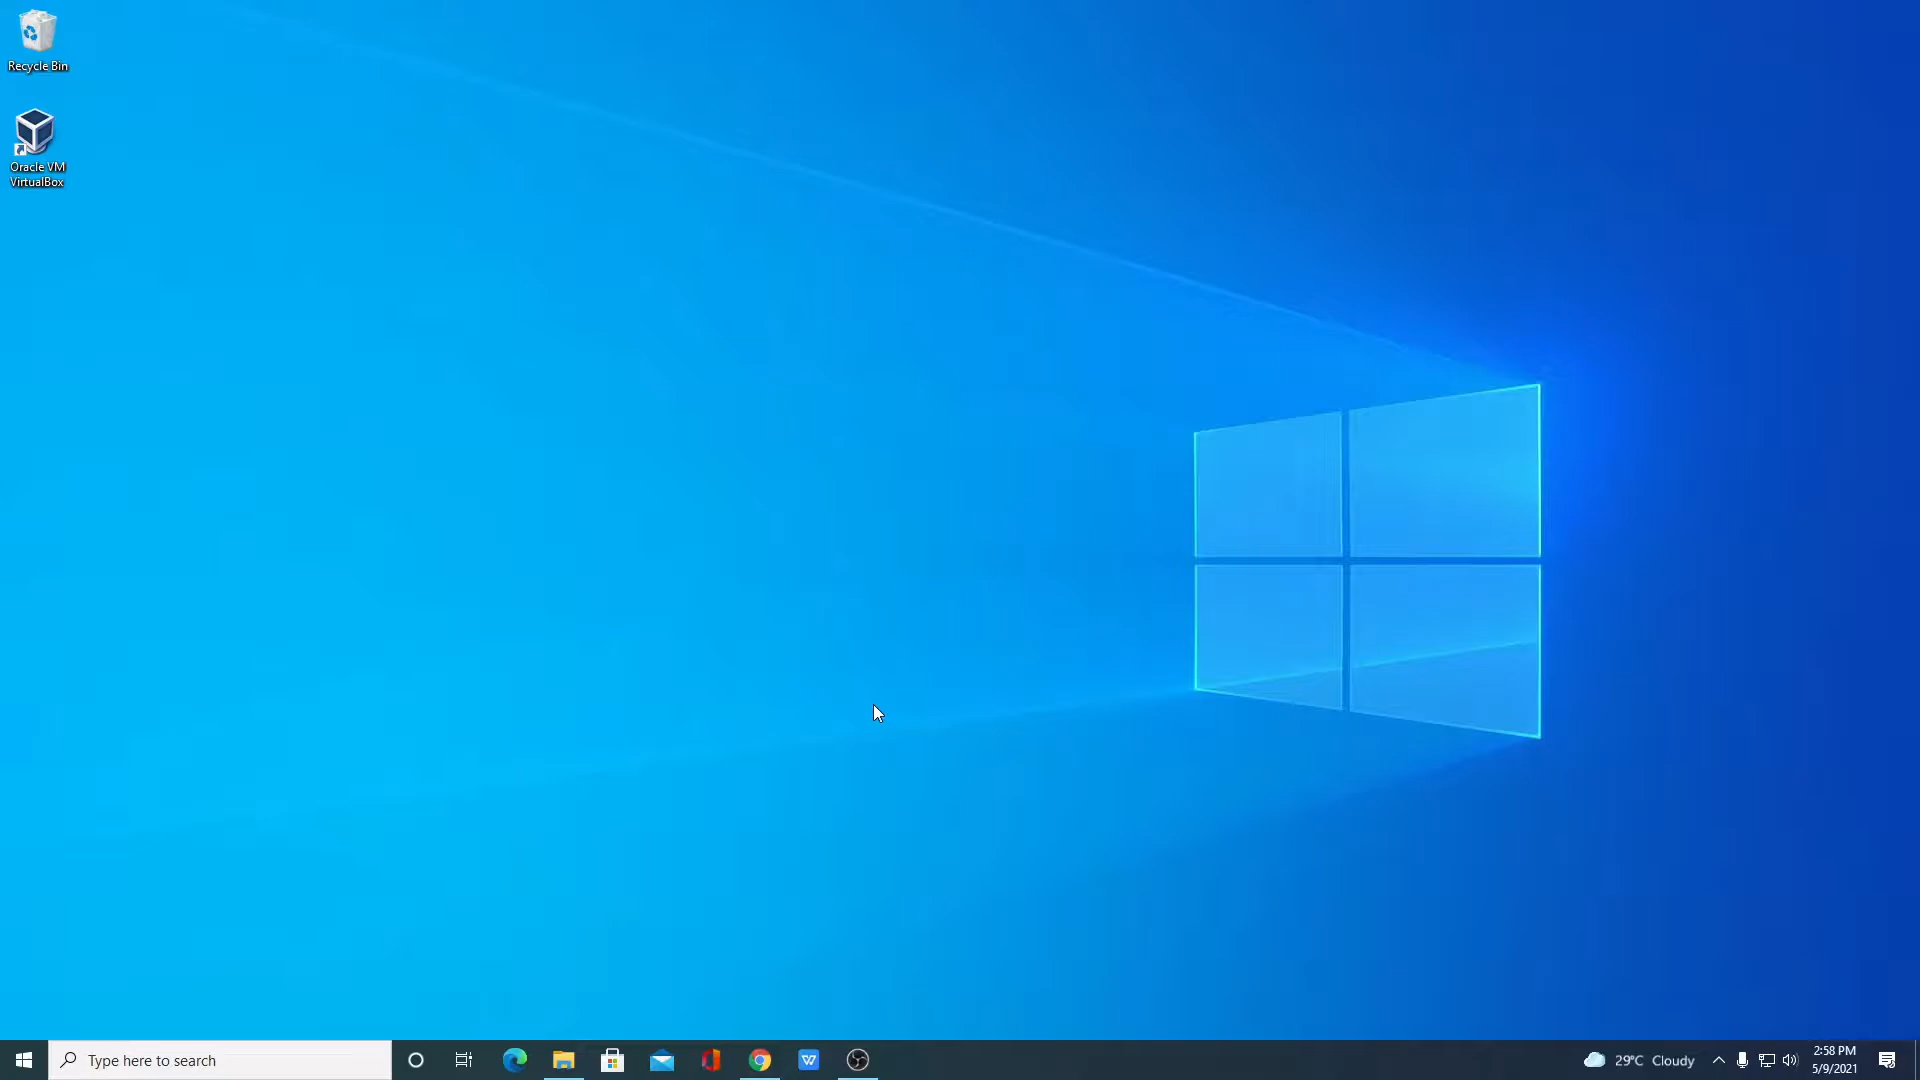 Recycle Bin
Oracle VM
VirtualBox
Type here to search
29°C Cloudy
2:58 PM
5/9/2021